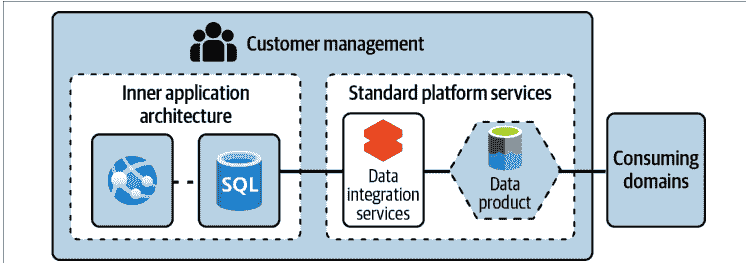 Customer management
Inner application
architecture
Standard platform services
SQL
Data
integration
services
Data
product
Consuming
domains